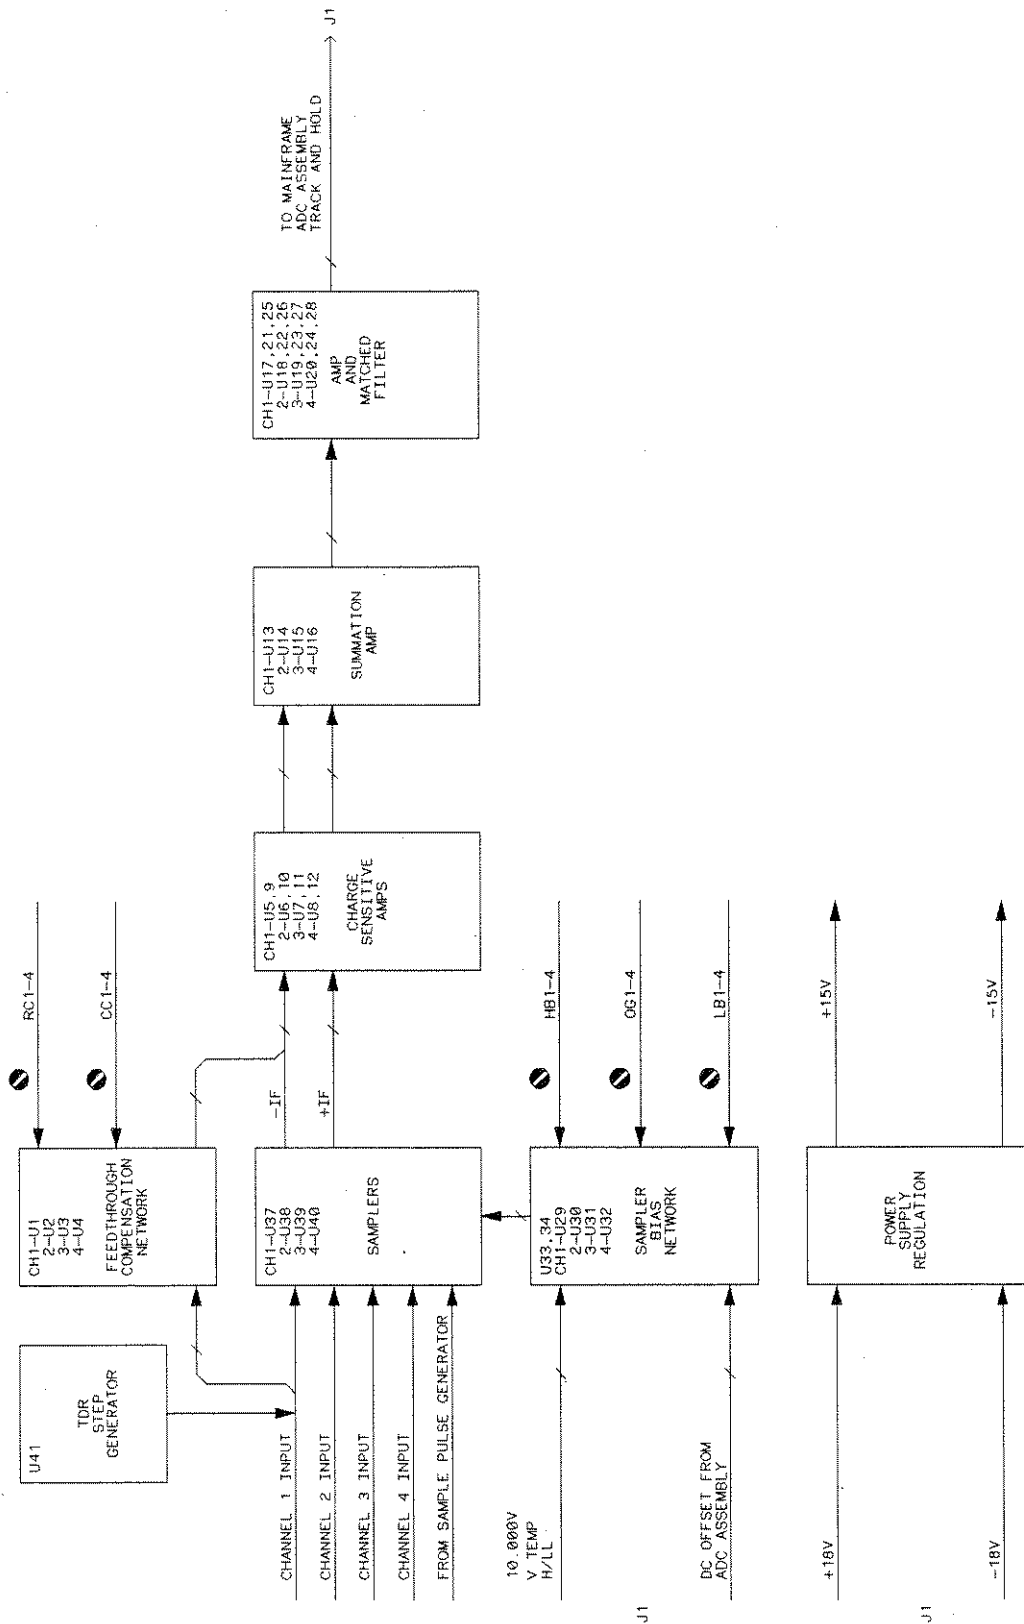 U41
TDR
STEP
GENERATOR
CH1-U1
2-U2
3-U3
4-U4
FEEDTHROUGH
COMPENSATION
NETWORK
RC1-4
CC1-4
CHANNEL 1 INPUT
CHANNEL 2 INPUT
CHANNEL 3 INPUT
CHANNEL 4 INPUT
FROM SAMPLE PULSE GENERATOR
CH1-U37
2-U38
3-U39
4-U40
SAMPLERS
-IF
+IF
CH1-U5,9
2-U6,10
3-U7,11
4-U8,12
CHARGE
SENSITIVE
AMPS
CH1-U13
2-U14
3-U15
4-U16
SUMMATION
AMP
CH1-U17,21,25
2-U18,22,26
3-U19,23,27
4-U20,24,28
AMP
AND
MATCHED
FILTER
TO MAINFRAME
ADC ASSEMBLY
TRACK AND HOLD
J1
10.000V
V TEMP
H/LL
DC OFFSET FROM
ADC ASSEMBLY
J1
U33,34
CH1-U29
2-U30
3-U31
4-U32
SAMPLER
BIAS
NETWORK
HB1-4
OG1-4
LB1-4
+18V
-18V
J1
POWER
SUPPLY
REGULATION
+15V
-15V